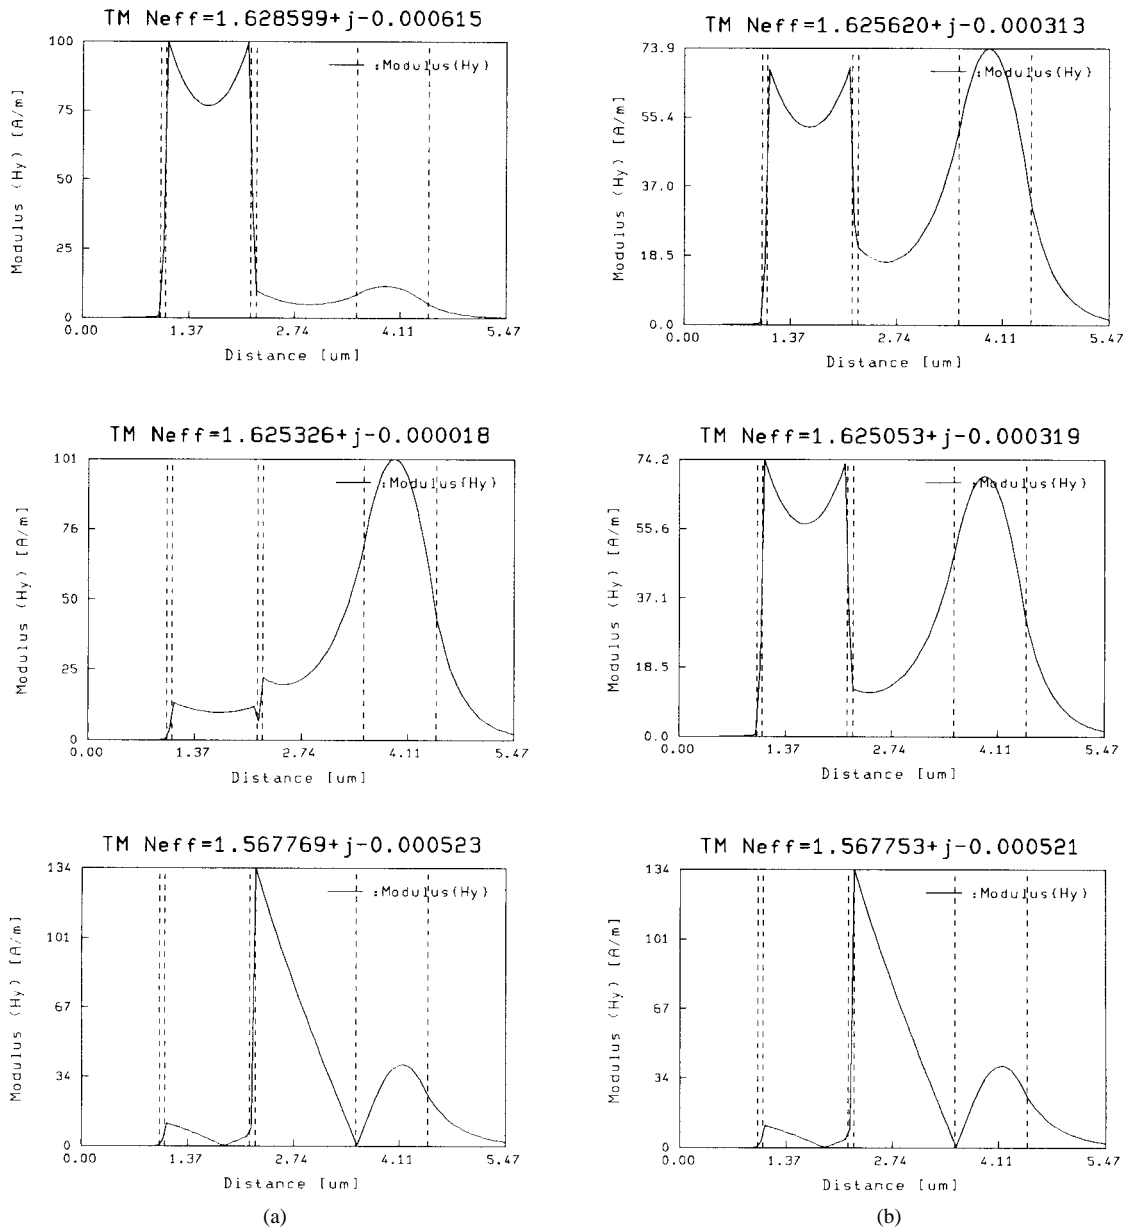 TM Neff=1.628599+j-0.000615
Modulus (Hy) [A/m]
100
75
50
25
0
:Modulus(Hy)
0.00 1.37 2.74 4.11 5.47
Distance [um]
TM Neff=1.625620+j-0.000313
Modulus (Hy) [A/m]
73.9
55.4
37.0
18.5
0.0
:Modulus(Hy)
0.00 1.37 2.74 4.11 5.47
Distance [um]
TM Neff=1.625326+j-0.000018
Modulus (Hy) [A/m]
101
76
50
25
0
:Modulus(Hy)
0.00 1.37 2.74 4.11 5.47
Distance [um]
TM Neff=1.625053+j-0.000319
Modulus (Hy) [A/m]
74.2
55.6
37.1
18.5
0.0
:Modulus(Hy)
0.00 1.37 2.74 4.11 5.47
Distance [um]
TM Neff=1.567769+j-0.000523
Modulus (Hy) [A/m]
134
101
67
34
0
:Modulus(Hy)
0.00 1.37 2.74 4.11 5.47
Distance [um]
TM Neff=1.567753+j-0.000521
Modulus (Hy) [A/m]
134
101
67
34
0
:Modulus(Hy)
0.00 1.37 2.74 4.11 5.47
Distance [um]
(a)
(b)